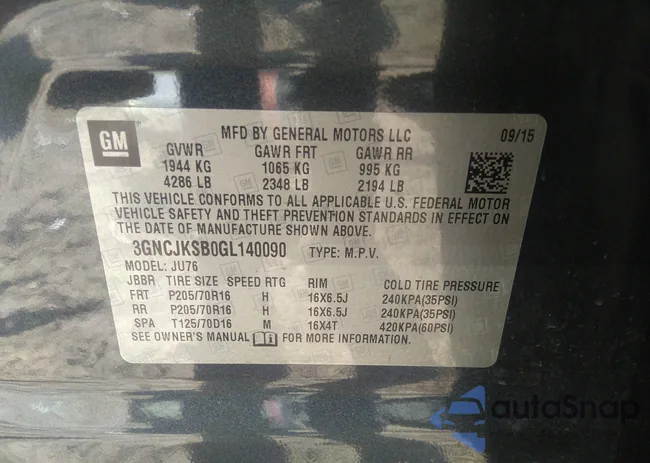 GM
MFD BY GENERAL MOTORS LLC 09/15
GVWR GAWR FRT GAWR RR
1944 KG 1065 KG 995 KG
4286 LB 2348 LB 2194 LB
THIS VEHICLE CONFORMS TO ALL APPLICABLE U.S. FEDERAL MOTOR
VEHICLE SAFETY AND THEFT PREVENTION STANDARDS IN EFFECT ON
THE DATE OF MANUFACTURE SHOWN ABOVE.
3GNCJKSB0GL140090 TYPE: M.P.V.
MODEL: JU76
JBBR TIRE SIZE SPEED RTG RIM COLD TIRE PRESSURE
FRT P205/70R16 H 16X6.5J 240KPA(35PSI)
RR P205/70R16 H 16X6.5J 240KPA(35PSI)
SPA T125/70D16 M 16X4T 420KPA(60PSI)
SEE OWNER'S MANUAL FOR MORE INFORMATION.
autoSnap